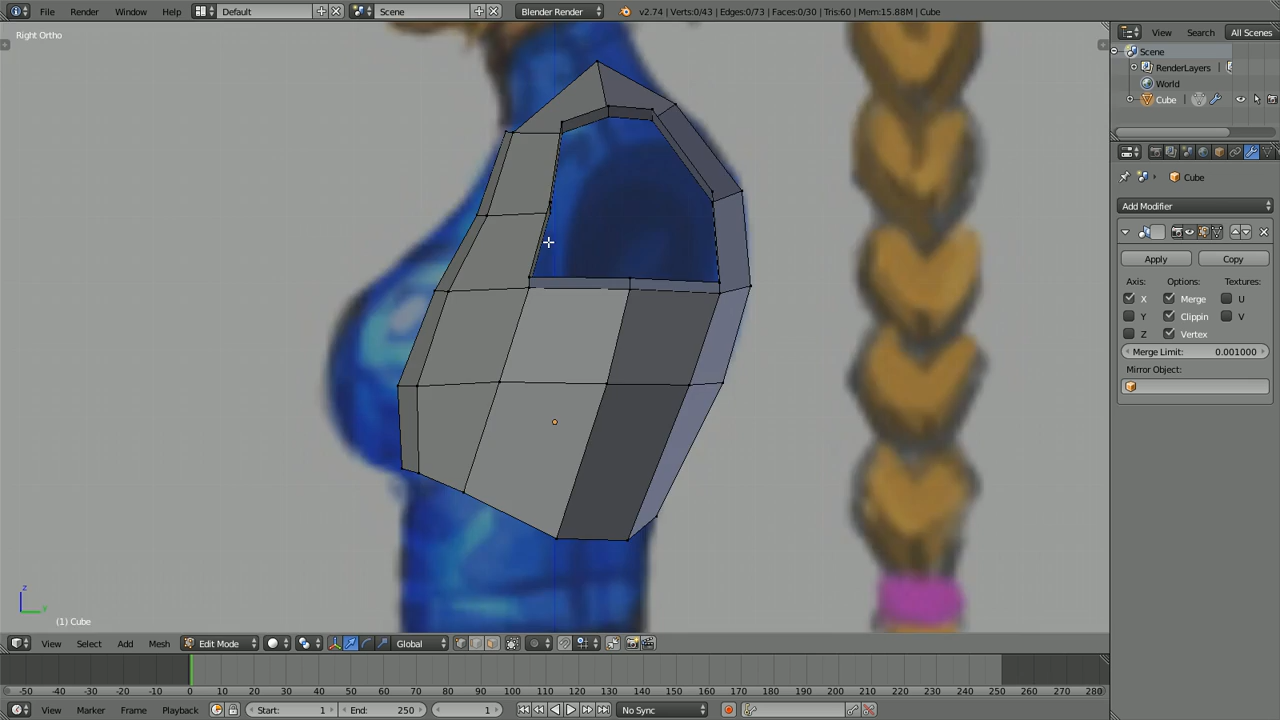 File Render Window Help Default Scene Blender Render v2.74 | Verts:0/43 | Edges:0/73 | Faces:0/30 | Tris:60 | Mem:15.88M | Cube
Right Ortho
View Search All Scenes
Scene
RenderLayers
World
Cube
Cube
Add Modifier
Apply Copy
Axis: Options: Textures:
X Merge U
Y Clippin V
Z Vertex
Merge Limit: 0.001000
Mirror Object:
z
y
(1) Cube
View Select Add Mesh Edit Mode Global
-50 -40 -30 -20 -10 0 10 20 30 40 50 60 70 80 90 100 110 120 130 140 150 160 170 180 190 200 210 220 230 240 250 260 270 280
View Marker Frame Playback Start: 1 End: 250 1 No Sync